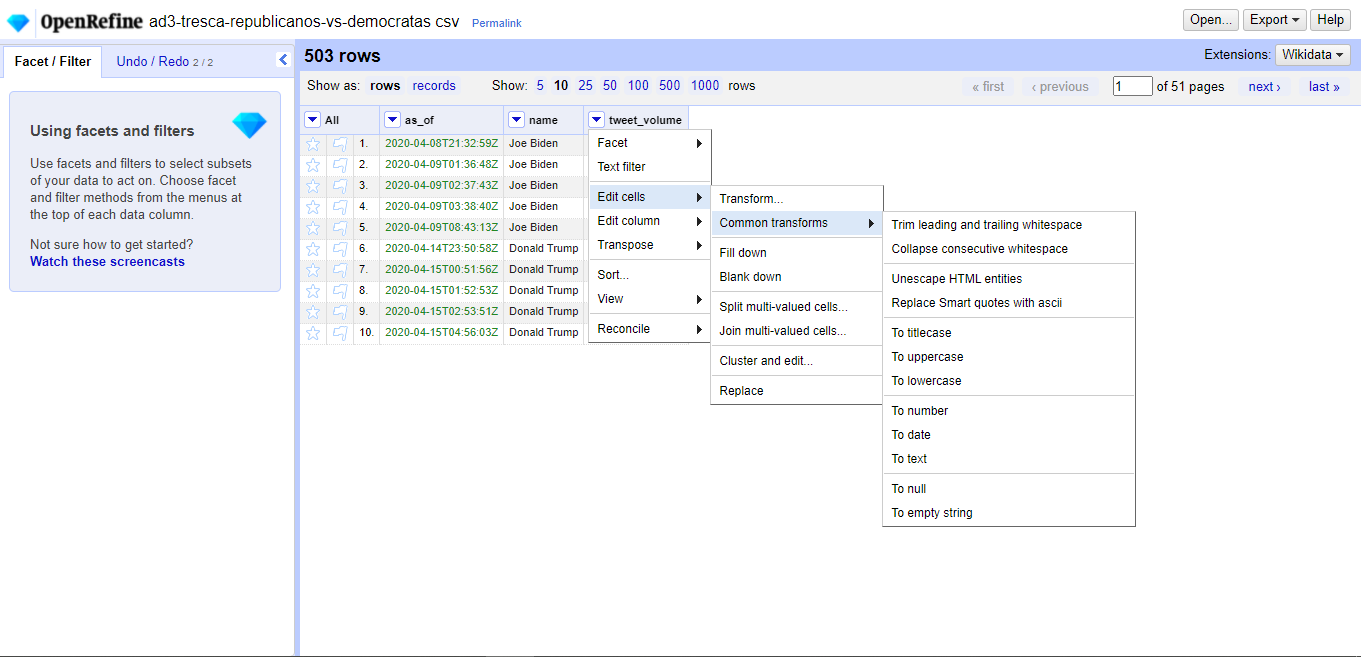 OpenRefine ad3-tresca-republicanos-vs-democratas csv Permalink Open... Export Help
Facet / Filter Undo / Redo 2 / 2
503 rows Extensions: Wikidata
Show as: rows records Show: 5 10 25 50 100 500 1000 rows « first ‹ previous 1 of 51 pages next › last »
Using facets and filters
Use facets and filters to select subsets
of your data to act on. Choose facet
and filter methods from the menus at
the top of each data column.
Not sure how to get started?
Watch these screencasts
All as_of name tweet_volume
1. 2020-04-08T21:32:59Z Joe Biden
2. 2020-04-09T01:36:48Z Joe Biden
3. 2020-04-09T02:37:43Z Joe Biden
4. 2020-04-09T03:38:40Z Joe Biden
5. 2020-04-09T08:43:13Z Joe Biden
6. 2020-04-14T23:50:58Z Donald Trump
7. 2020-04-15T00:51:56Z Donald Trump
8. 2020-04-15T01:52:53Z Donald Trump
9. 2020-04-15T02:53:51Z Donald Trump
10. 2020-04-15T04:56:03Z Donald Trump
Facet
Text filter
Edit cells
Edit column
Transpose
Sort...
View
Reconcile
Transform...
Common transforms
Fill down
Blank down
Split multi-valued cells...
Join multi-valued cells...
Cluster and edit...
Replace
Trim leading and trailing whitespace
Collapse consecutive whitespace
Unescape HTML entities
Replace Smart quotes with ascii
To titlecase
To uppercase
To lowercase
To number
To date
To text
To null
To empty string